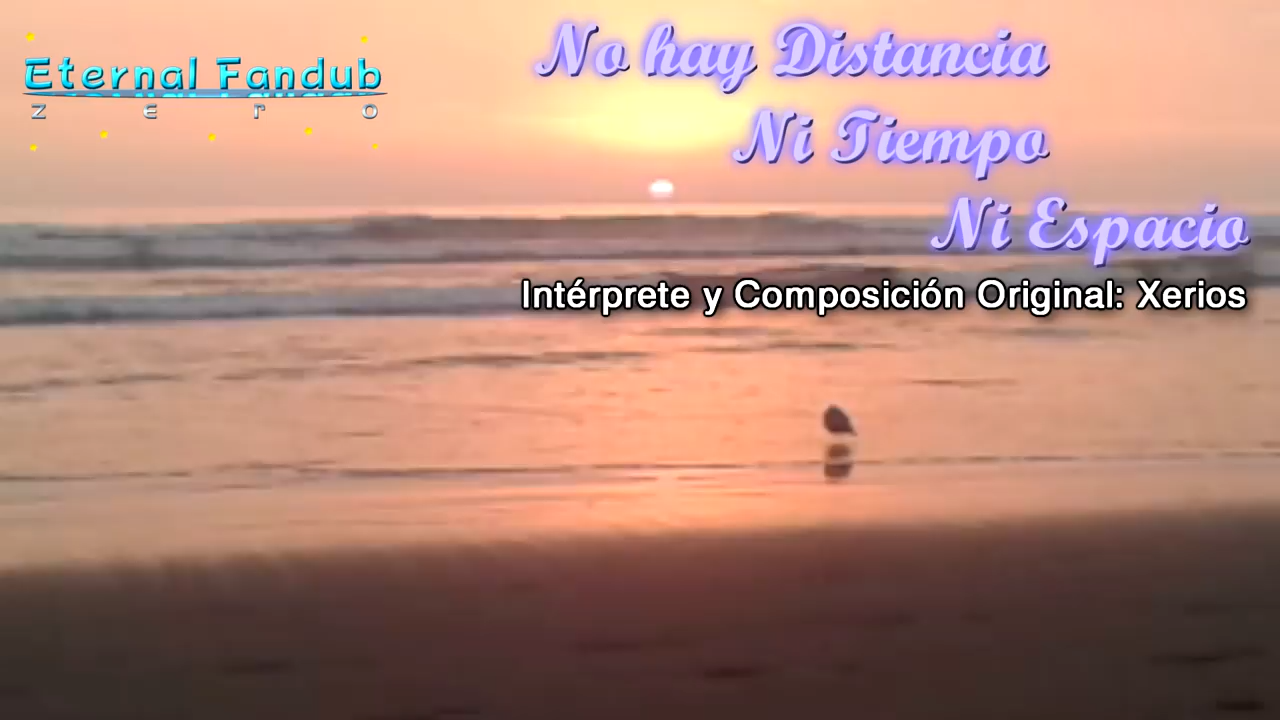 Eternal Fandub
zero
No hay Distancia
Ni Tiempo
Ni Espacio
Intérprete y Composición Original: Xerios